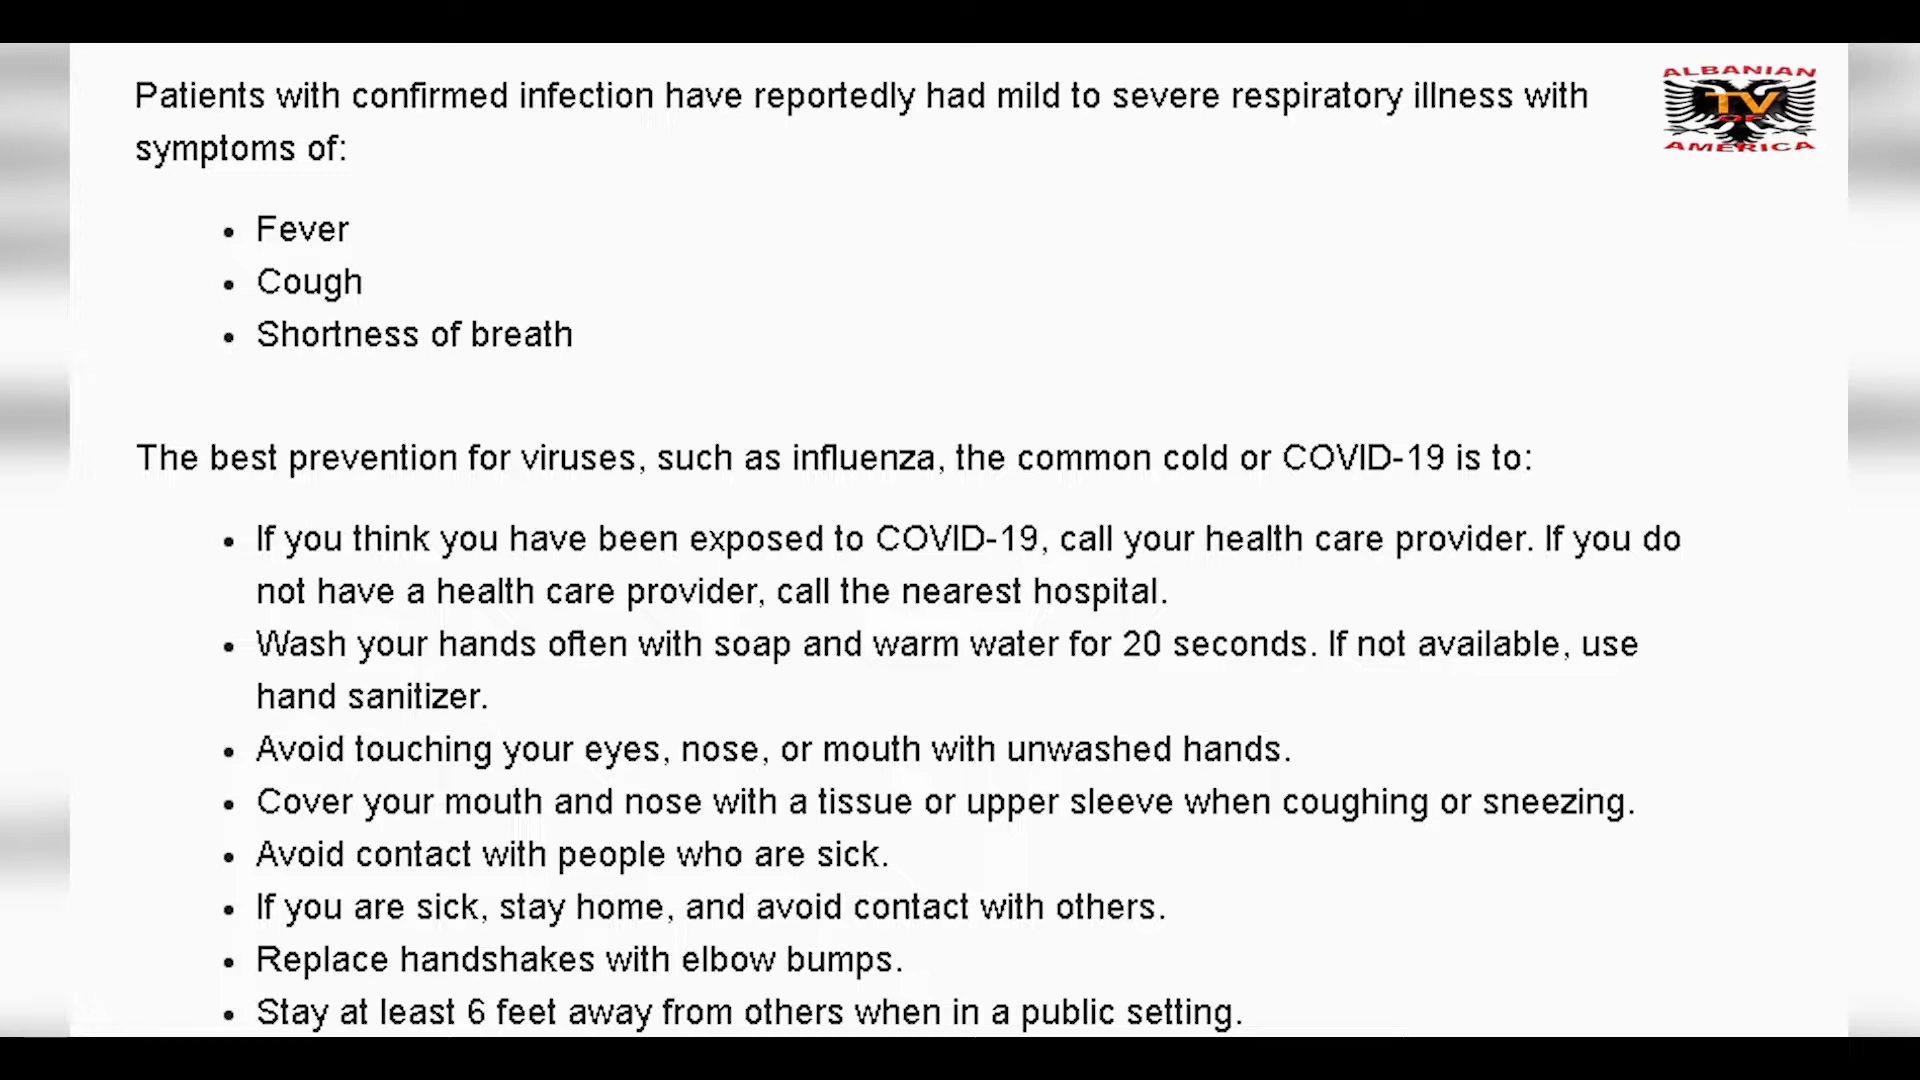 Patients with confirmed infection have reportedly had mild to severe respiratory illness with
symptoms of:
• Fever
• Cough
• Shortness of breath
The best prevention for viruses, such as influenza, the common cold or COVID-19 is to:
• If you think you have been exposed to COVID-19, call your health care provider. If you do
not have a health care provider, call the nearest hospital.
• Wash your hands often with soap and warm water for 20 seconds. If not available, use
hand sanitizer.
• Avoid touching your eyes, nose, or mouth with unwashed hands.
• Cover your mouth and nose with a tissue or upper sleeve when coughing or sneezing.
• Avoid contact with people who are sick.
• If you are sick, stay home, and avoid contact with others.
• Replace handshakes with elbow bumps.
• Stay at least 6 feet away from others when in a public setting.
ALBANIAN
TV
OF
AMERICA